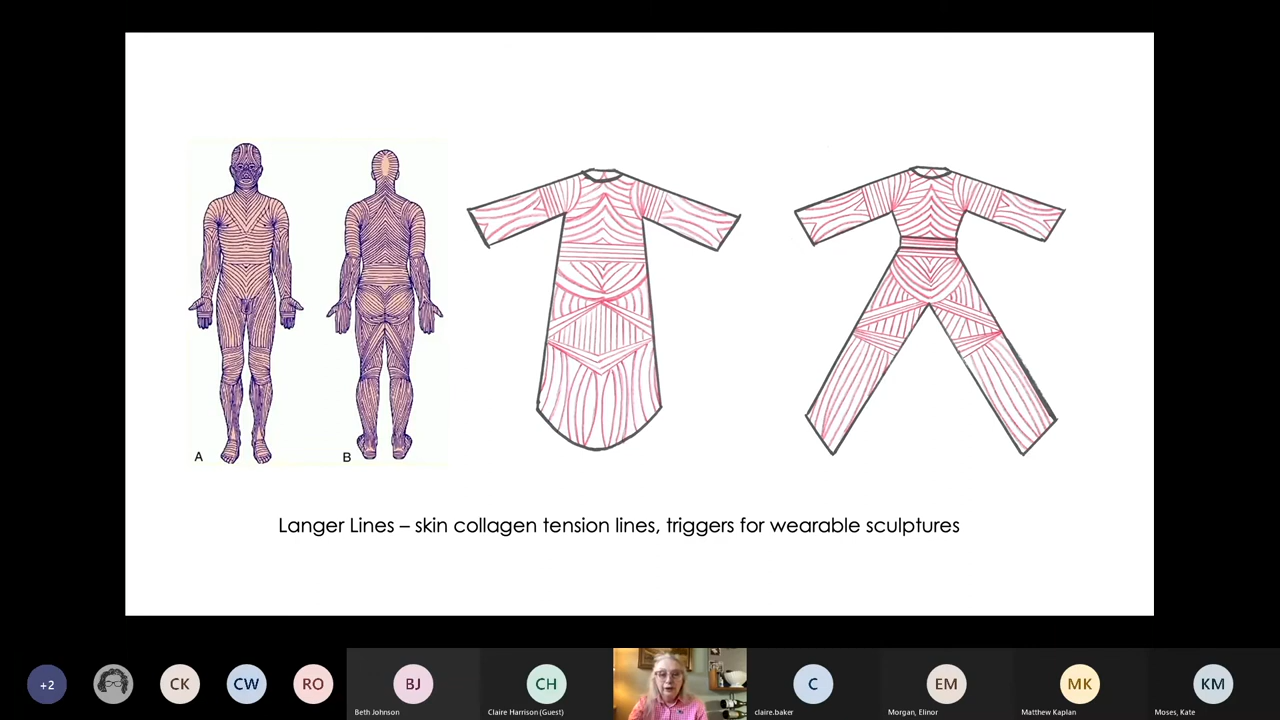 A
B
Langer Lines – skin collagen tension lines, triggers for wearable sculptures
+2
CK
CW
RO
BJ
Beth Johnson
CH
Claire Harrison (Guest)
C
claire.baker
EM
Morgan, Elinor
MK
Matthew Kaplan
KM
Moses, Kate